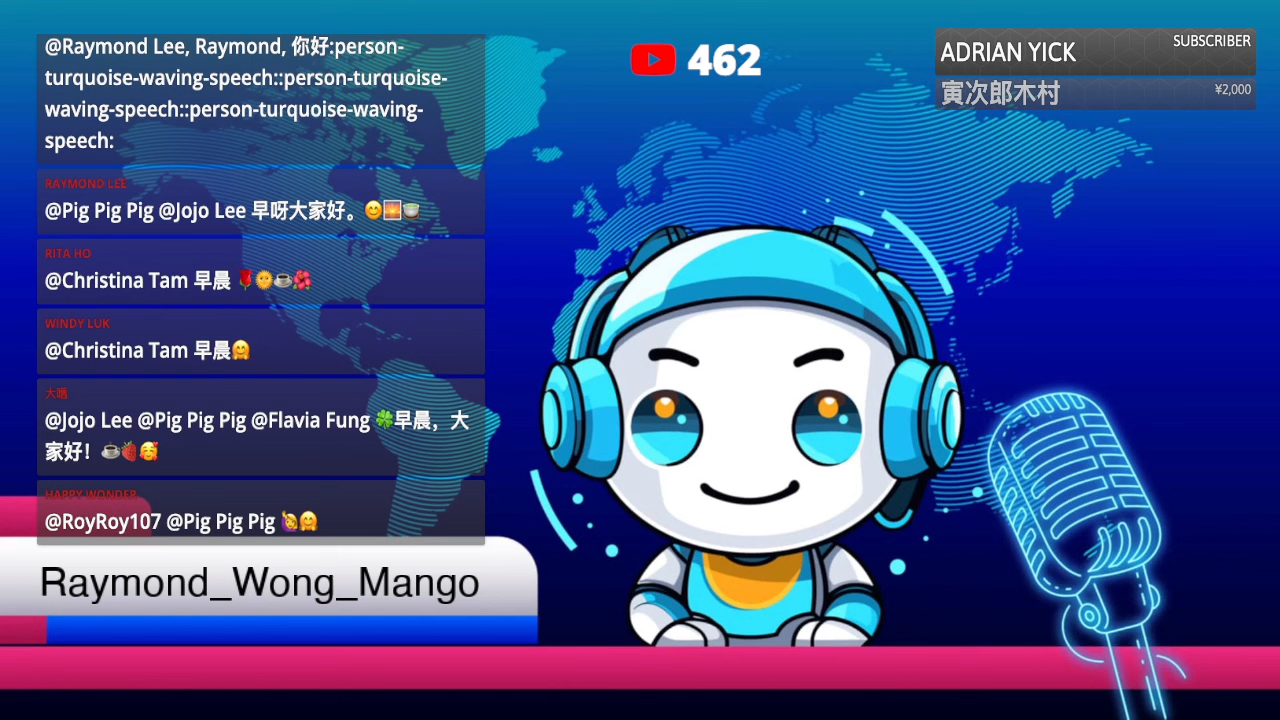 @Raymond Lee, Raymond, 你好:person-
turquoise-waving-speech::person-turquoise-
waving-speech::person-turquoise-waving-
speech:
RAYMOND LEE
@Pig Pig Pig @Jojo Lee 早呀大家好。😊🌅🍵
RITA HO
@Christina Tam 早晨 🌹🌞☕🌺
WINDY LUK
@Christina Tam 早晨🤗
大嗯
@Jojo Lee @Pig Pig Pig @Flavia Fung 🍀早晨，大
家好！☕🍓🥰
HAPPY WONDER
@RoyRoy107 @Pig Pig Pig 🙋🤗
Raymond_Wong_Mango
462
ADRIAN YICK
SUBSCRIBER
寅次郎木村
¥2,000